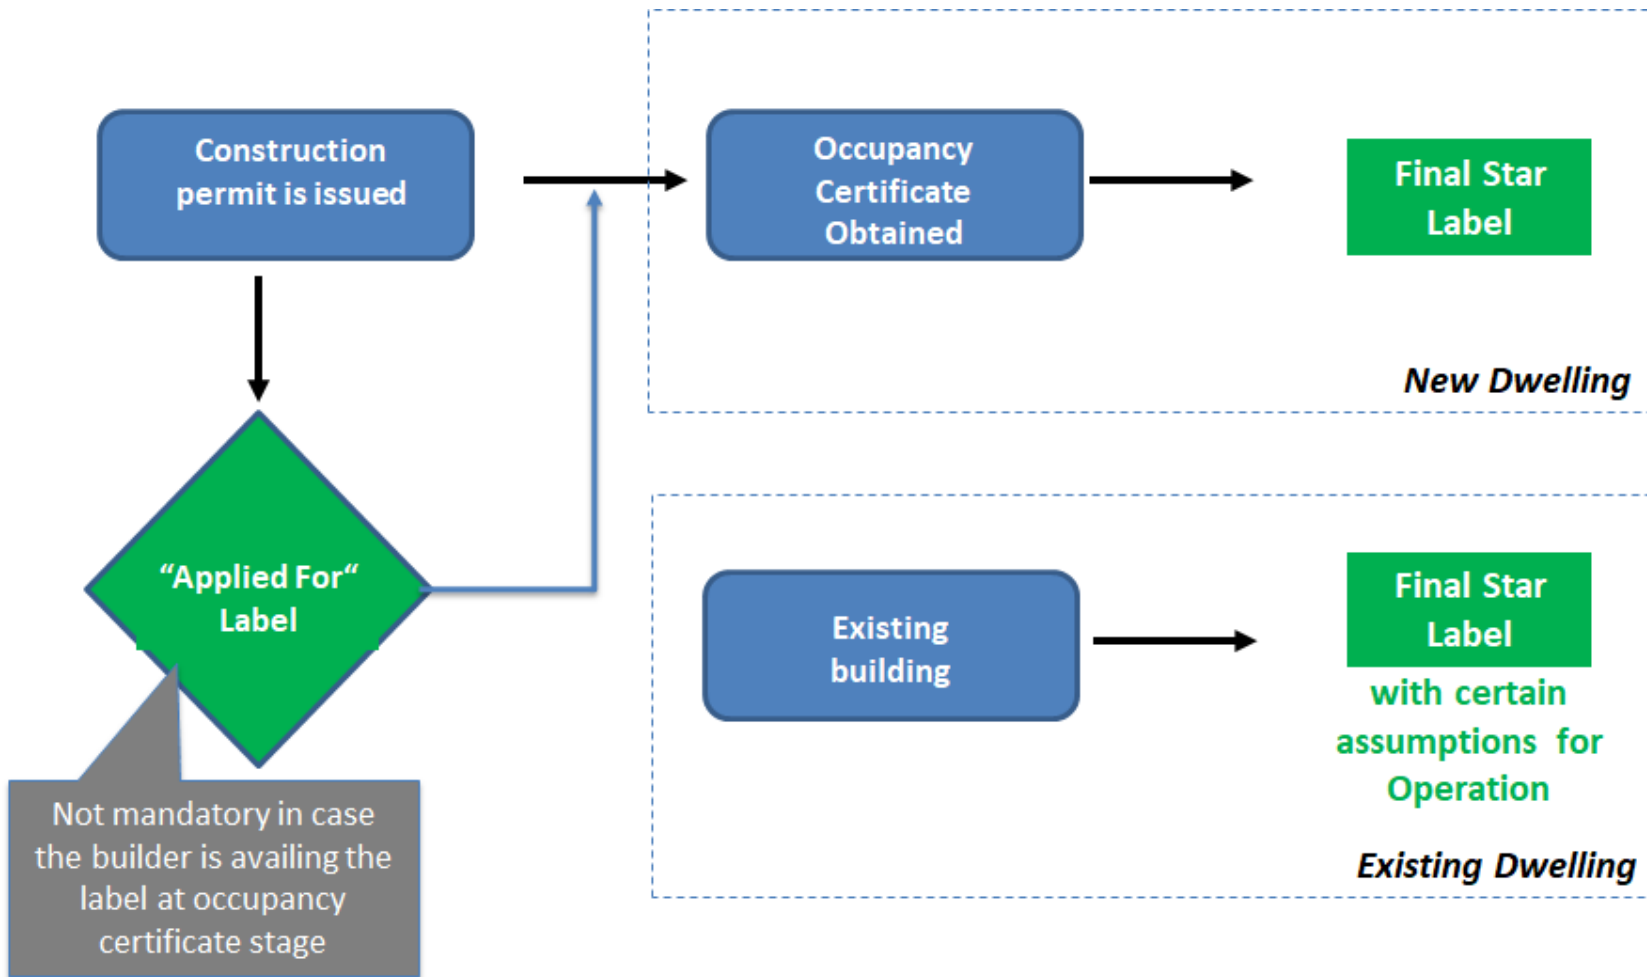 Construction
permit is issued
Occupancy
Certificate
Obtained
Final Star
Label
New Dwelling
“Applied For“
Label
Not mandatory in case
the builder is availing the
label at occupancy
certificate stage
Existing
building
Final Star
Label
with certain
assumptions for
Operation
Existing Dwelling